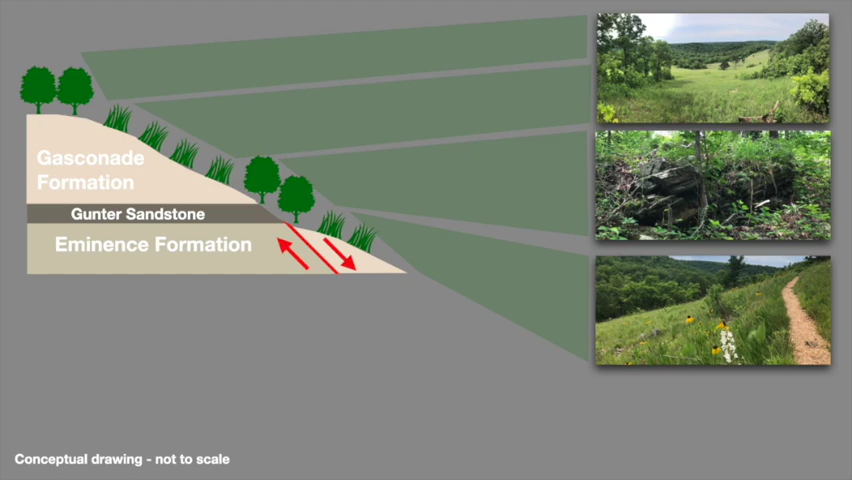 Gasconade
Formation
Gunter Sandstone
Eminence Formation
Conceptual drawing - not to scale